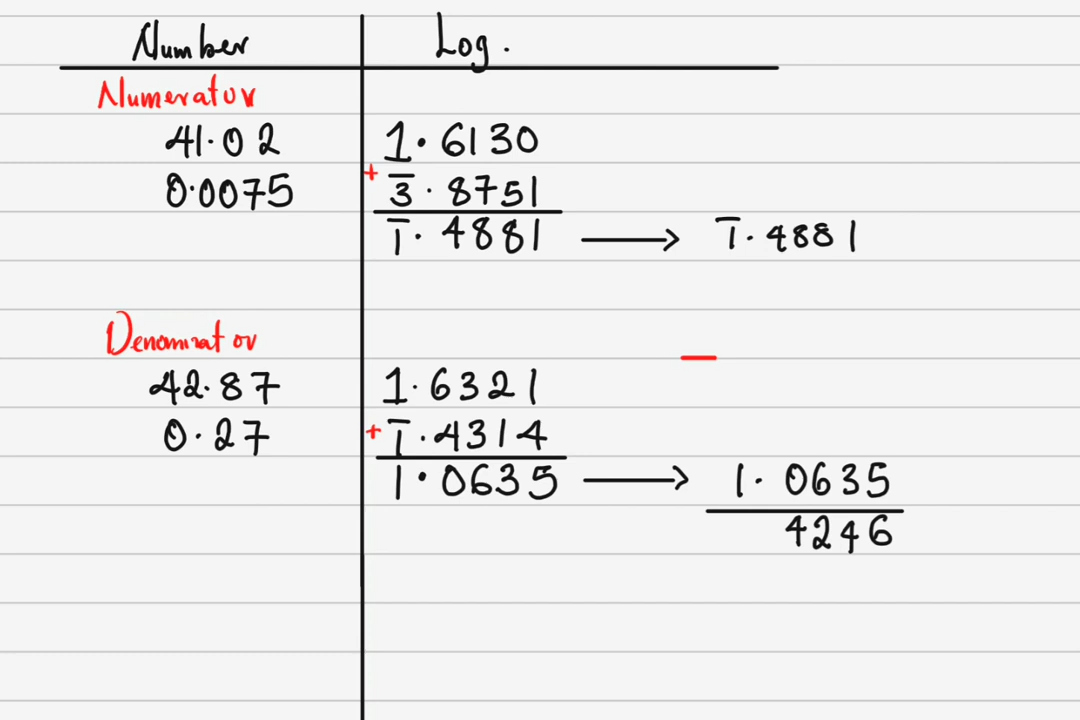 Number Log.
Numerator
41.02 1.6130
0.0075 + 3̅.8751
1̅.4881 → 1̅.4881
Denominator
−
42.87 1.6321
0.27 + 1̅.4314
1.0635 → 1.0635
4246